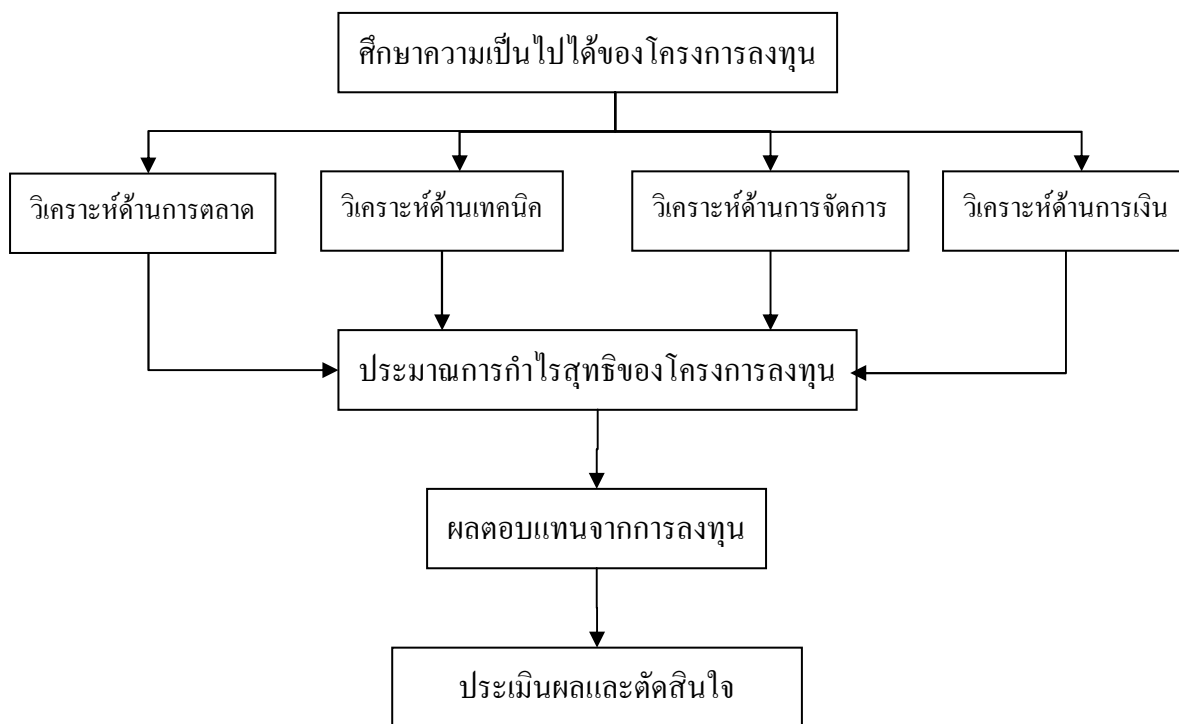 ศึกษาความเป็นไปได้ของโครงการลงทุน
วิเคราะห์ด้านการตลาด
วิเคราะห์ด้านเทคนิค
วิเคราะห์ด้านการจัดการ
วิเคราะห์ด้านการเงิน
ประมาณการกำไรสุทธิของโครงการลงทุน
ผลตอบแทนจากการลงทุน
ประเมินผลและตัดสินใจ